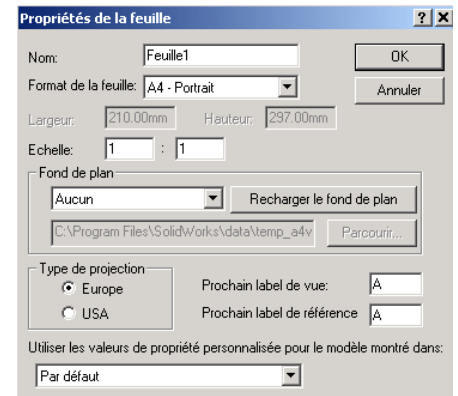 Propriétés de la feuille
Nom: Feuille1 OK
Format de la feuille: A4 - Portrait Annuler
Largeur: 210.00mm Hauteur: 297.00mm
Echelle: 1 : 1
Fond de plan
Aucun Recharger le fond de plan
C:\Program Files\SolidWorks\data\temp_a4v Parcourir...
Type de projection
Europe Prochain label de vue: A
USA Prochain label de référence A
Utiliser les valeurs de propriété personnalisée pour le modèle montré dans:
Par défaut